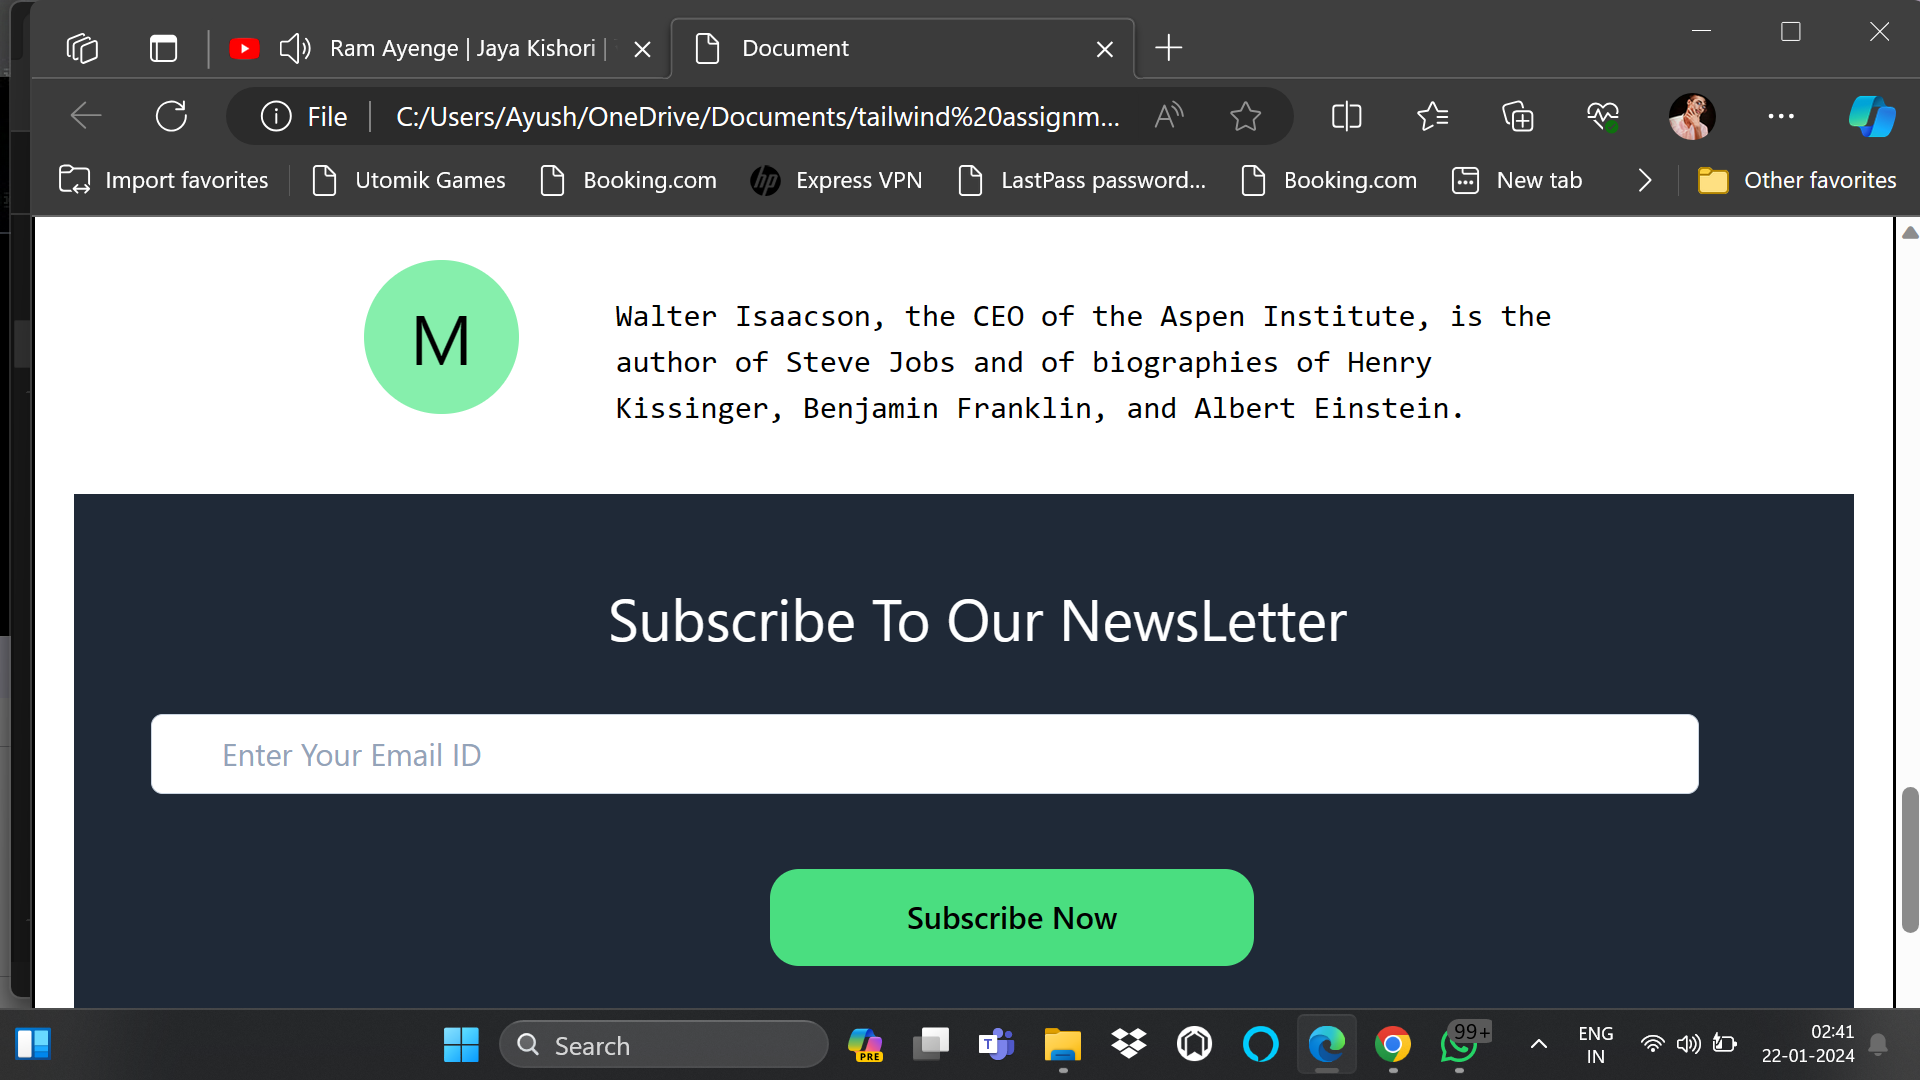 Ram Ayenge | Jaya Kishori |
Document
File
C:/Users/Ayush/OneDrive/Documents/tailwind%20assignm...
Import favorites
Utomik Games
Booking.com
Express VPN
LastPass password...
Booking.com
New tab
Other favorites
M
Walter Isaacson, the CEO of the Aspen Institute, is the
author of Steve Jobs and of biographies of Henry
Kissinger, Benjamin Franklin, and Albert Einstein.
Subscribe To Our NewsLetter
Enter Your Email ID
Subscribe Now
Search
PRE
T
99+
ENG
IN
02:41
22-01-2024